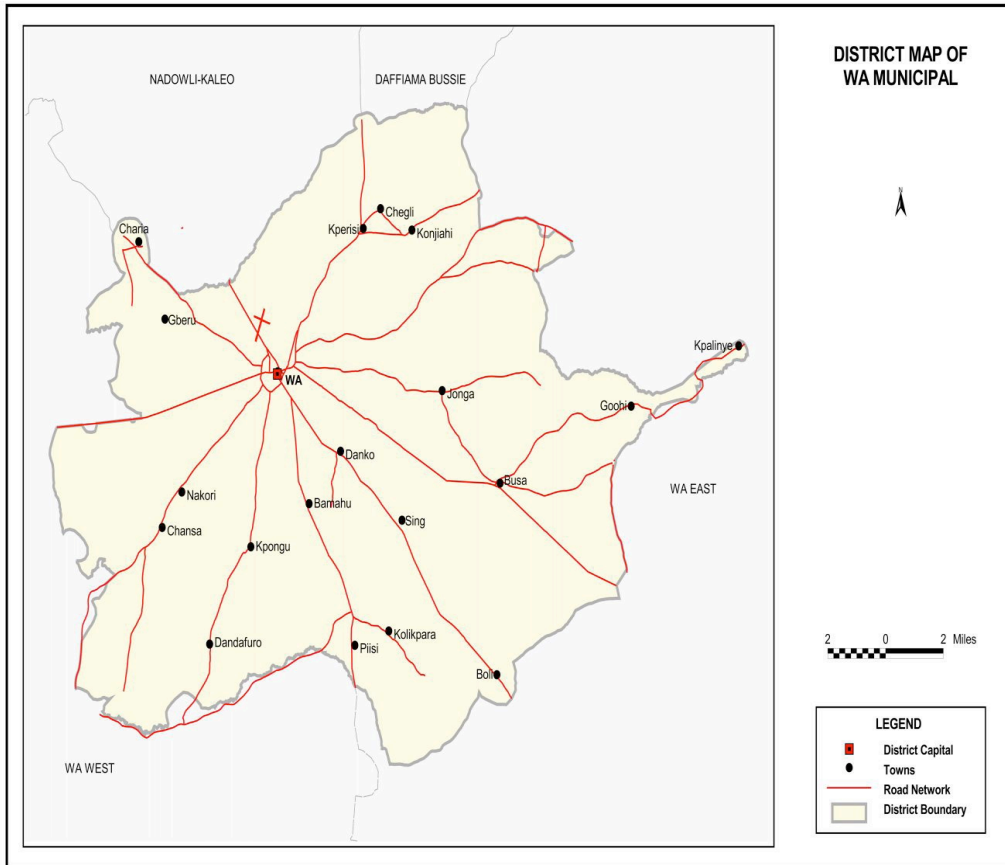 DISTRICT MAP OF
WA MUNICIPAL
NADOWLI-KALEO
DAFFIAMA BUSSIE
N
Charia
Chegli
Kperisi
Konjiahi
Gberu
Kpalinye
WA
Jonga
Goohi
Danko
Busa
WA EAST
Nakori
Bamahu
Sing
Chansa
Kpongu
Kolikpara
Dandafuro
Piisi
Boli
2 0 2 Miles
WA WEST
LEGEND
District Capital
Towns
Road Network
District Boundary